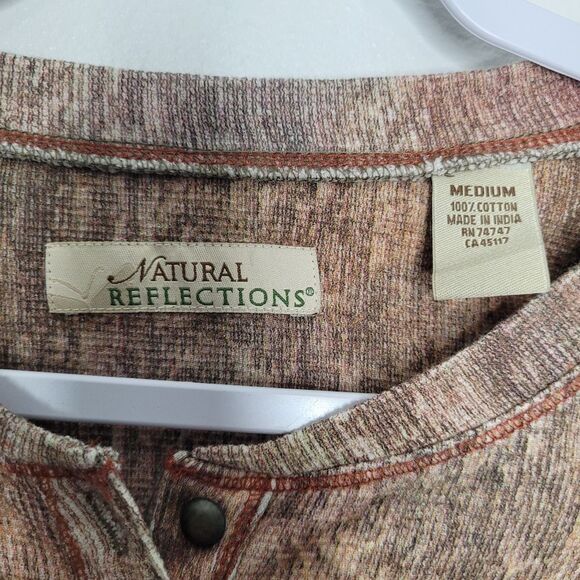 NATURAL
REFLECTIONS®
MEDIUM
100% COTTON
MADE IN INDIA
RN 74747
CA 45117